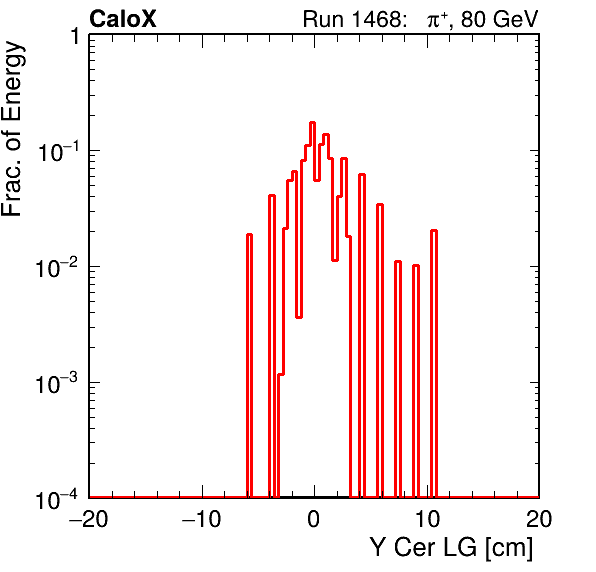 CaloX Run 1468: π⁺, 80 GeV
Frac. of Energy
1
10⁻¹
10⁻²
10⁻³
10⁻⁴
−20 −10 0 10 20
Y Cer LG [cm]